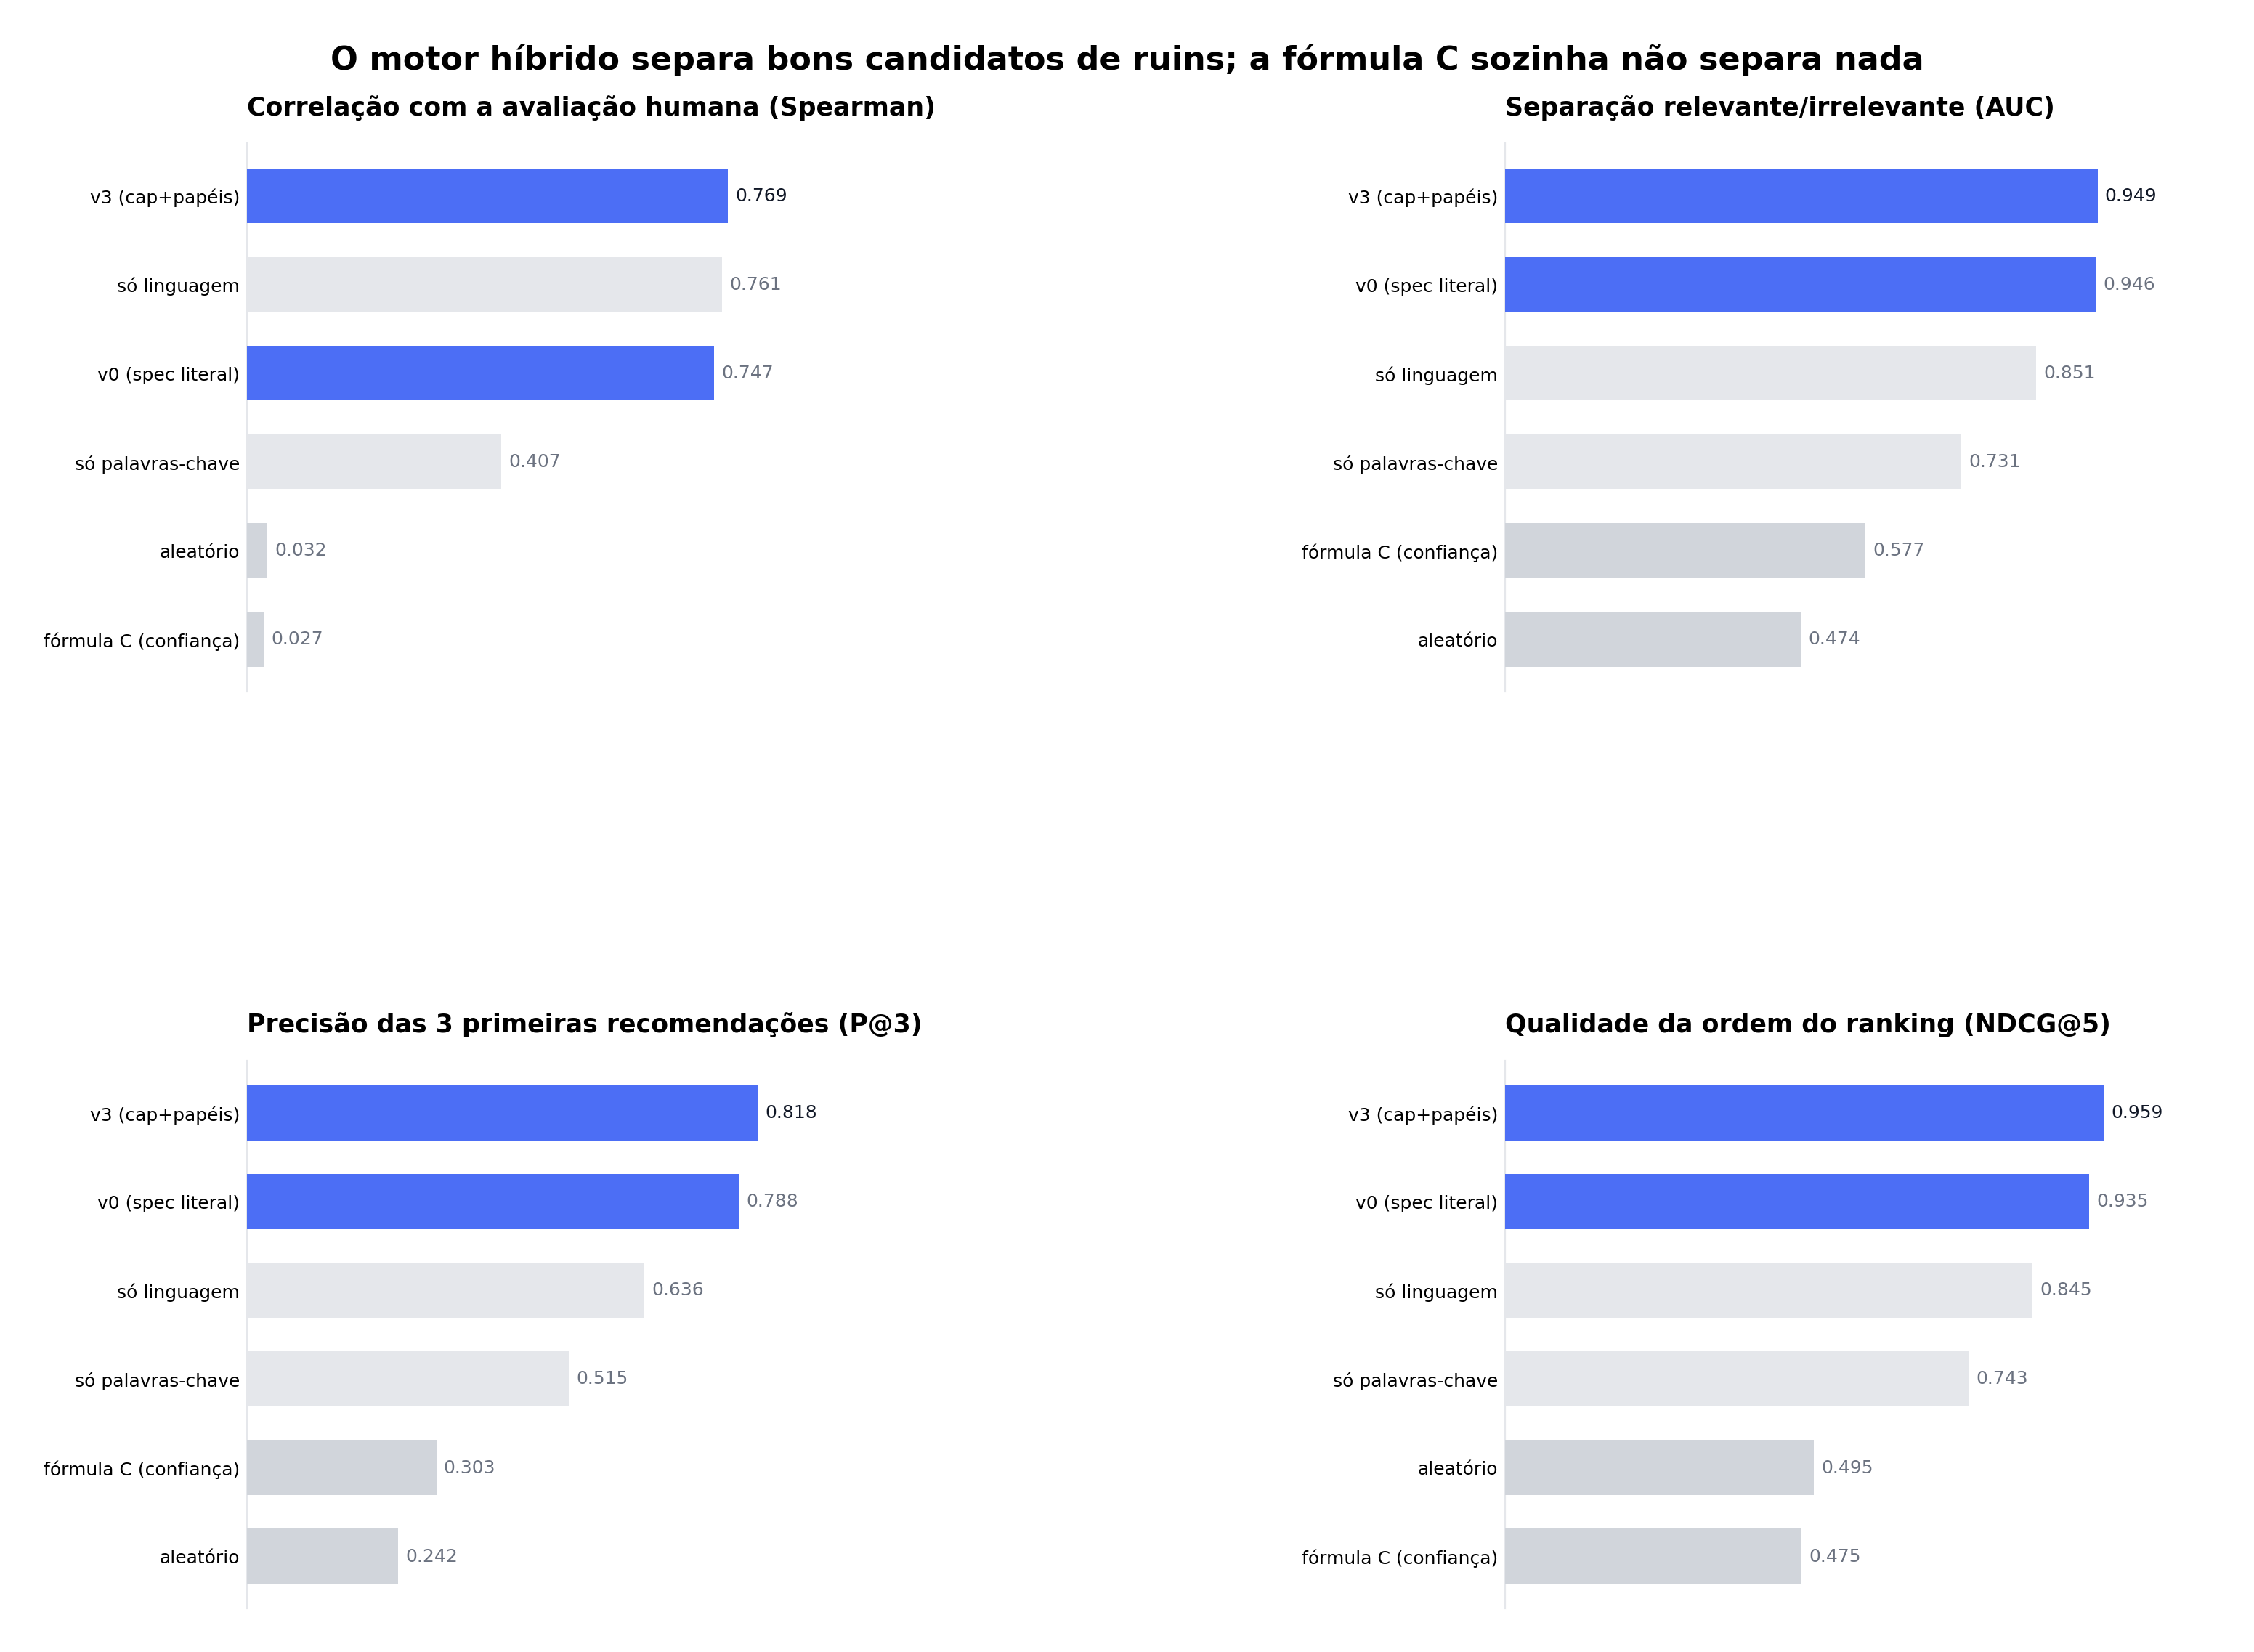 O motor híbrido separa bons candidatos de ruins; a fórmula C sozinha não separa nada
Correlação com a avaliação humana (Spearman)
v3 (cap+papéis) 0.769
só linguagem 0.761
v0 (spec literal) 0.747
só palavras-chave 0.407
aleatório 0.032
fórmula C (confiança) 0.027
Separação relevante/irrelevante (AUC)
v3 (cap+papéis) 0.949
v0 (spec literal) 0.946
só linguagem 0.851
só palavras-chave 0.731
fórmula C (confiança) 0.577
aleatório 0.474
Precisão das 3 primeiras recomendações (P@3)
v3 (cap+papéis) 0.818
v0 (spec literal) 0.788
só linguagem 0.636
só palavras-chave 0.515
fórmula C (confiança) 0.303
aleatório 0.242
Qualidade da ordem do ranking (NDCG@5)
v3 (cap+papéis) 0.959
v0 (spec literal) 0.935
só linguagem 0.845
só palavras-chave 0.743
aleatório 0.495
fórmula C (confiança) 0.475